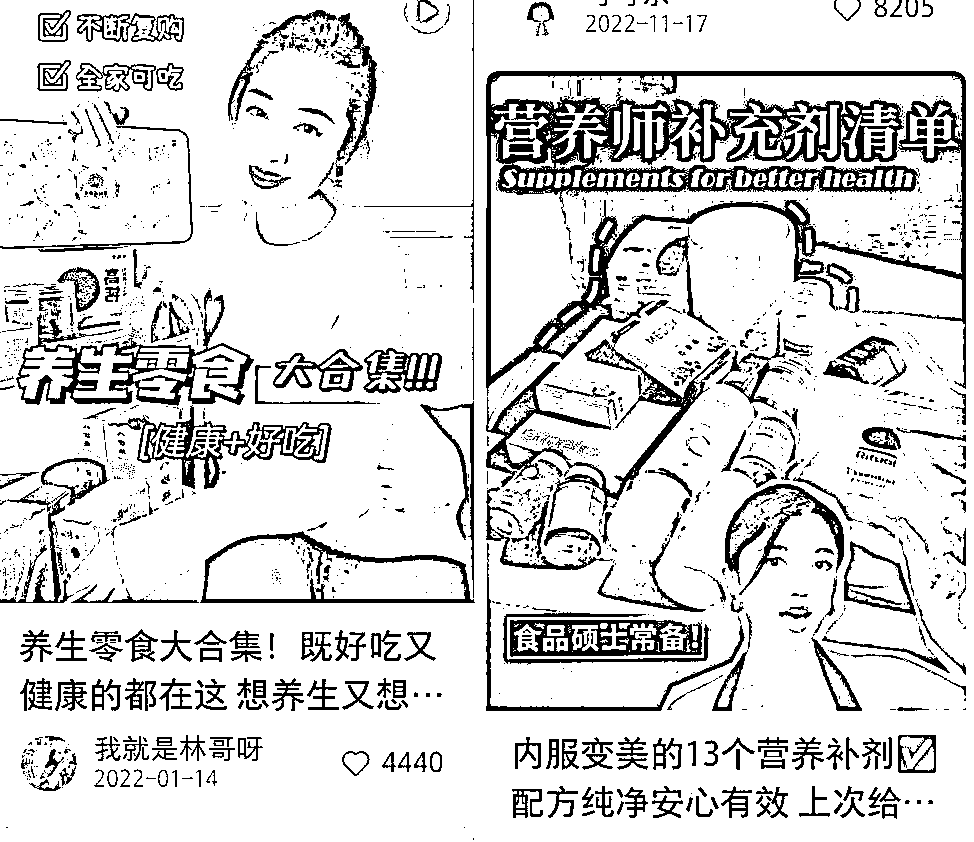 不断复购
全家可吃
养生零食 大合集!!!
[健康+好吃]
养生零食大合集！既好吃又
健康的都在这 想养生又想…
我就是林哥呀
2022-01-14
4440
2022-11-17
8205
营养师补充剂清单
Supplements for better health
食品硕士常备!
内服变美的13个营养补剂☑
配方纯净安心有效 上次给…